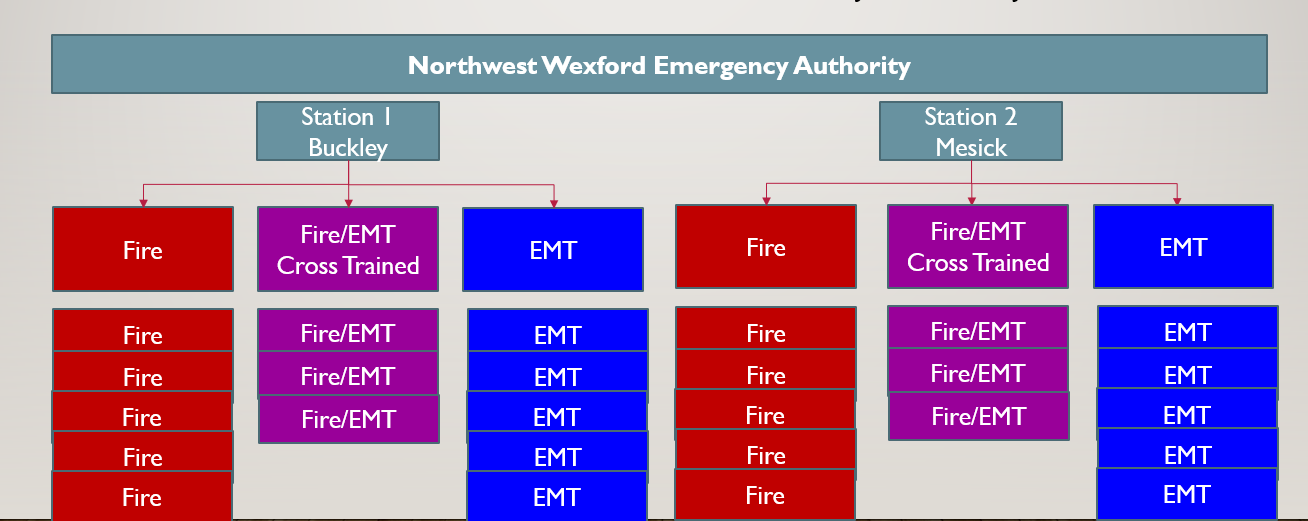 Northwest Wexford Emergency Authority
Station 1
Buckley
Station 2
Mesick
Fire
Fire/EMT
Cross Trained
EMT
Fire
Fire/EMT
Cross Trained
EMT
Fire
Fire/EMT
EMT
Fire
Fire/EMT
EMT
Fire
Fire/EMT
EMT
Fire
Fire/EMT
EMT
Fire
Fire/EMT
EMT
Fire
Fire/EMT
EMT
Fire
EMT
Fire
EMT
Fire
EMT
Fire
EMT